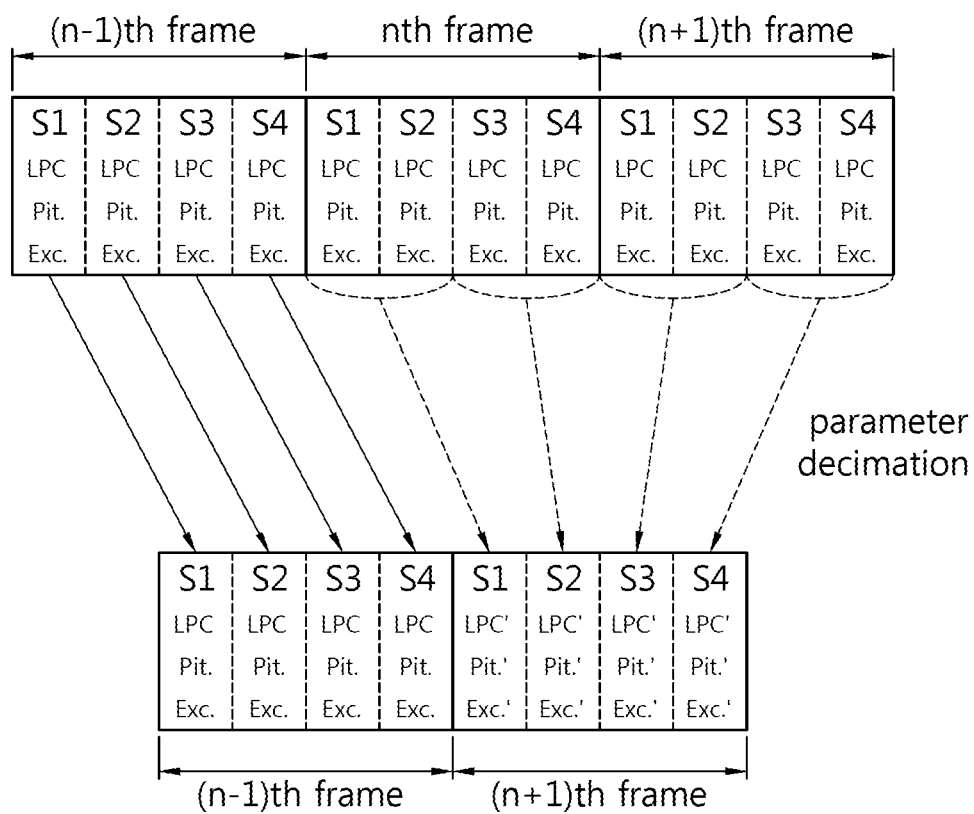 (n-1)th frame nth frame (n+1)th frame
S1 S2 S3 S4 S1 S2 S3 S4 S1 S2 S3 S4
LPC LPC LPC LPC LPC LPC LPC LPC LPC LPC LPC LPC
Pit. Pit. Pit. Pit. Pit. Pit. Pit. Pit. Pit. Pit. Pit. Pit.
Exc. Exc. Exc. Exc. Exc. Exc. Exc. Exc. Exc. Exc. Exc. Exc.
parameter
decimation
S1 S2 S3 S4 S1 S2 S3 S4
LPC LPC LPC LPC LPC' LPC' LPC' LPC'
Pit. Pit. Pit. Pit. Pit.' Pit.' Pit.' Pit.'
Exc. Exc. Exc. Exc. Exc.' Exc.' Exc.' Exc.'
(n-1)th frame (n+1)th frame